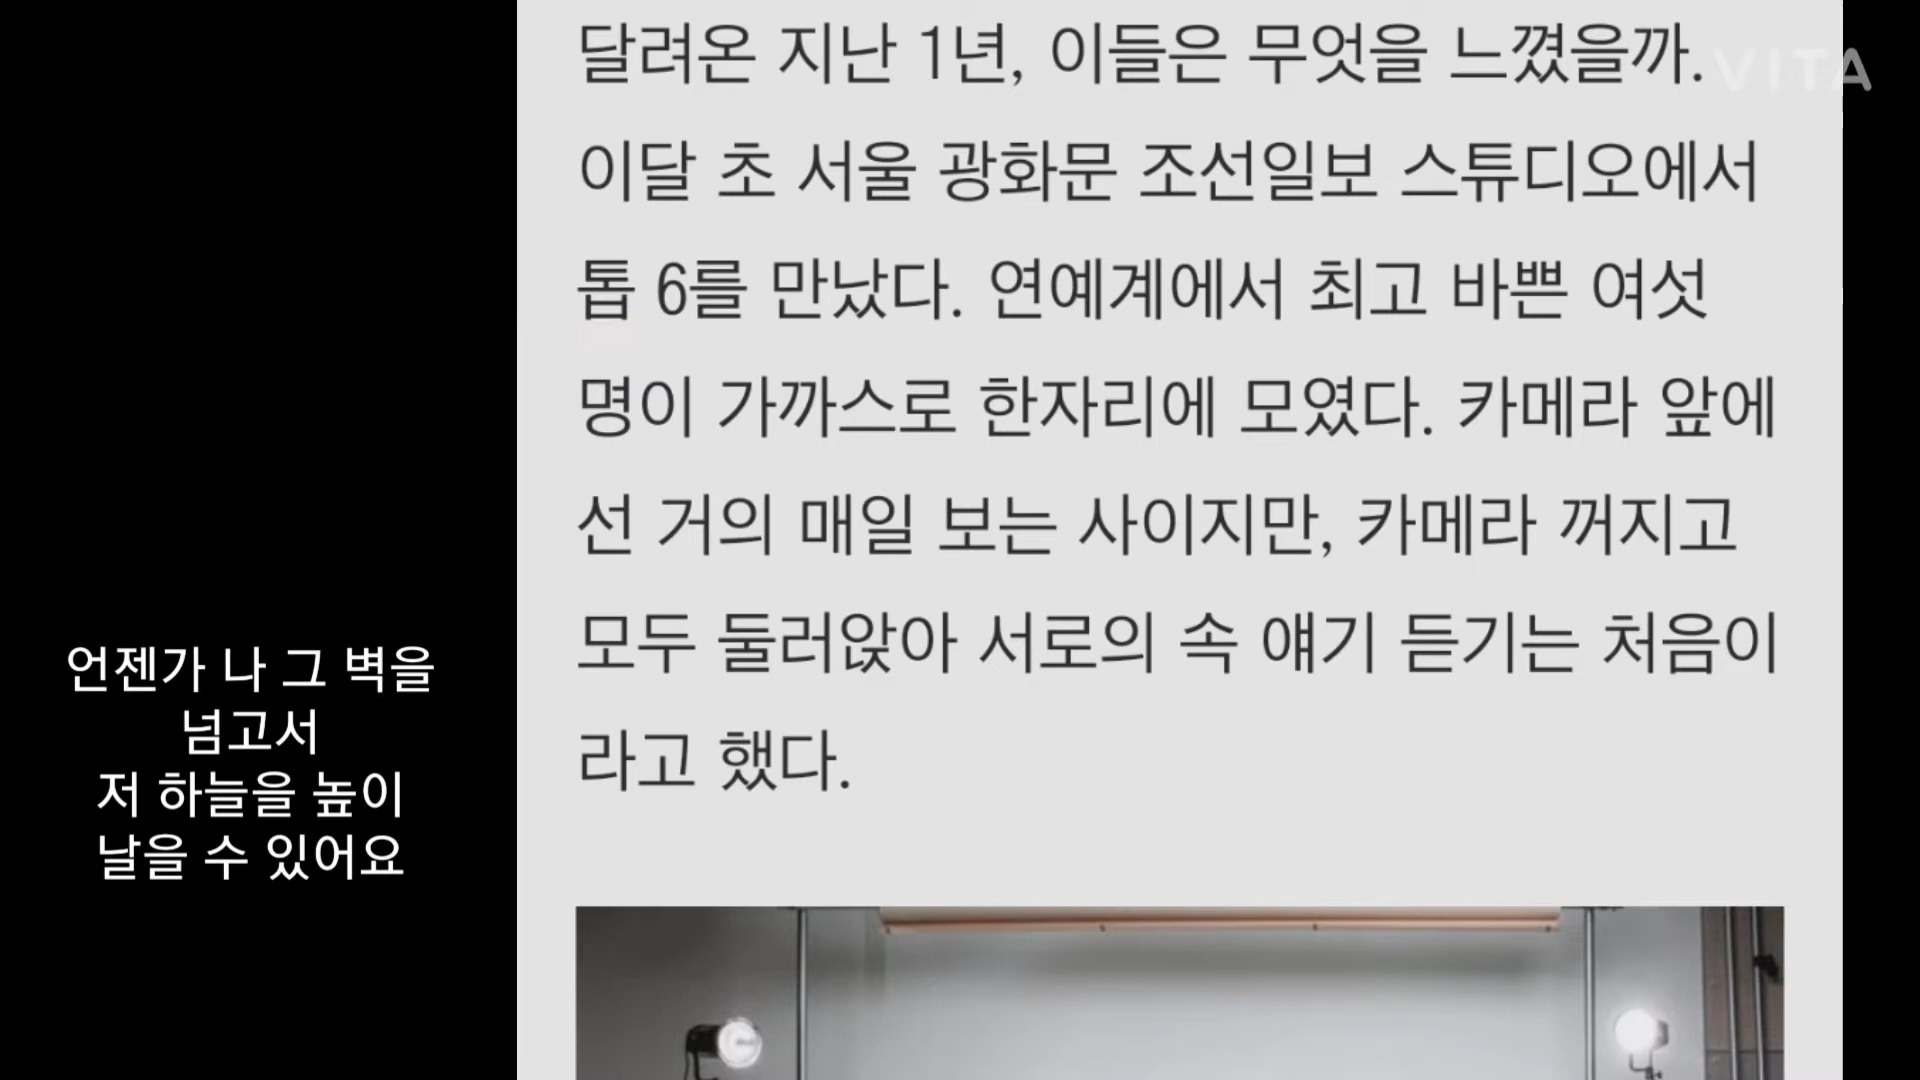 달려온 지난 1년, 이들은 무엇을 느꼈을까.
이달 초 서울 광화문 조선일보 스튜디오에서
톱 6를 만났다. 연예계에서 최고 바쁜 여섯
명이 가까스로 한자리에 모였다. 카메라 앞에
선 거의 매일 보는 사이지만, 카메라 꺼지고
모두 둘러앉아 서로의 속 얘기 듣기는 처음이
라고 했다.
VITA
언젠가 나 그 벽을
넘고서
저 하늘을 높이
날을 수 있어요